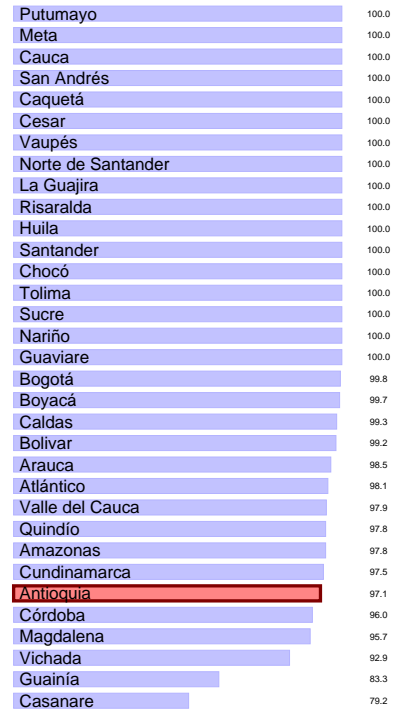 Putumayo 100.0
Meta 100.0
Cauca 100.0
San Andrés 100.0
Caquetá 100.0
Cesar 100.0
Vaupés 100.0
Norte de Santander 100.0
La Guajira 100.0
Risaralda 100.0
Huila 100.0
Santander 100.0
Chocó 100.0
Tolima 100.0
Sucre 100.0
Nariño 100.0
Guaviare 100.0
Bogotá 99.8
Boyacá 99.7
Caldas 99.3
Bolivar 99.2
Arauca 98.5
Atlántico 98.1
Valle del Cauca 97.9
Quindío 97.8
Amazonas 97.8
Cundinamarca 97.5
Antioquia 97.1
Córdoba 96.0
Magdalena 95.7
Vichada 92.9
Guainía 83.3
Casanare 79.2